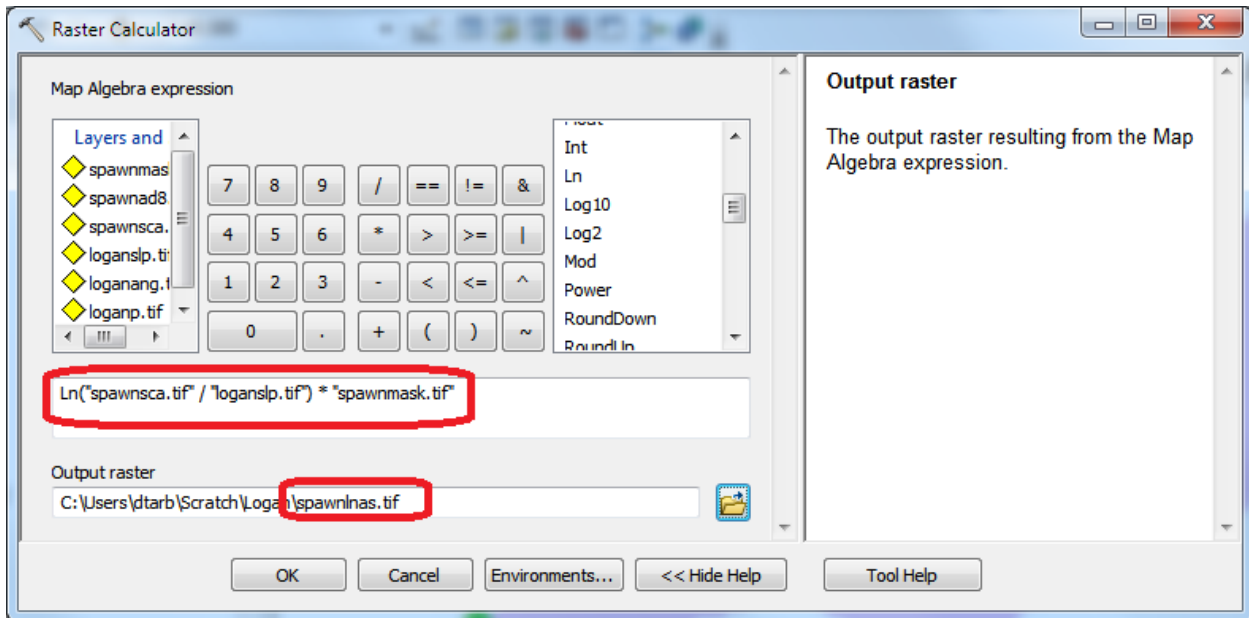 Raster Calculator
Map Algebra expression
Layers and
spawnmas
spawnad8.
spawnsca.
loganslp.ti
loganang.t
loganp.tif
7 8 9 / == != &
4 5 6 * > >= |
1 2 3 - < <= ^
0 . + ( ) ~
Float
Int
Ln
Log10
Log2
Mod
Power
RoundDown
RoundUp
Ln("spawnsca.tif" / "loganslp.tif") * "spawnmask.tif"
Output raster
C:\Users\dtarb\Scratch\Logan\spawnlnas.tif
OK Cancel Environments... << Hide Help Tool Help
Output raster
The output raster resulting from the Map
Algebra expression.